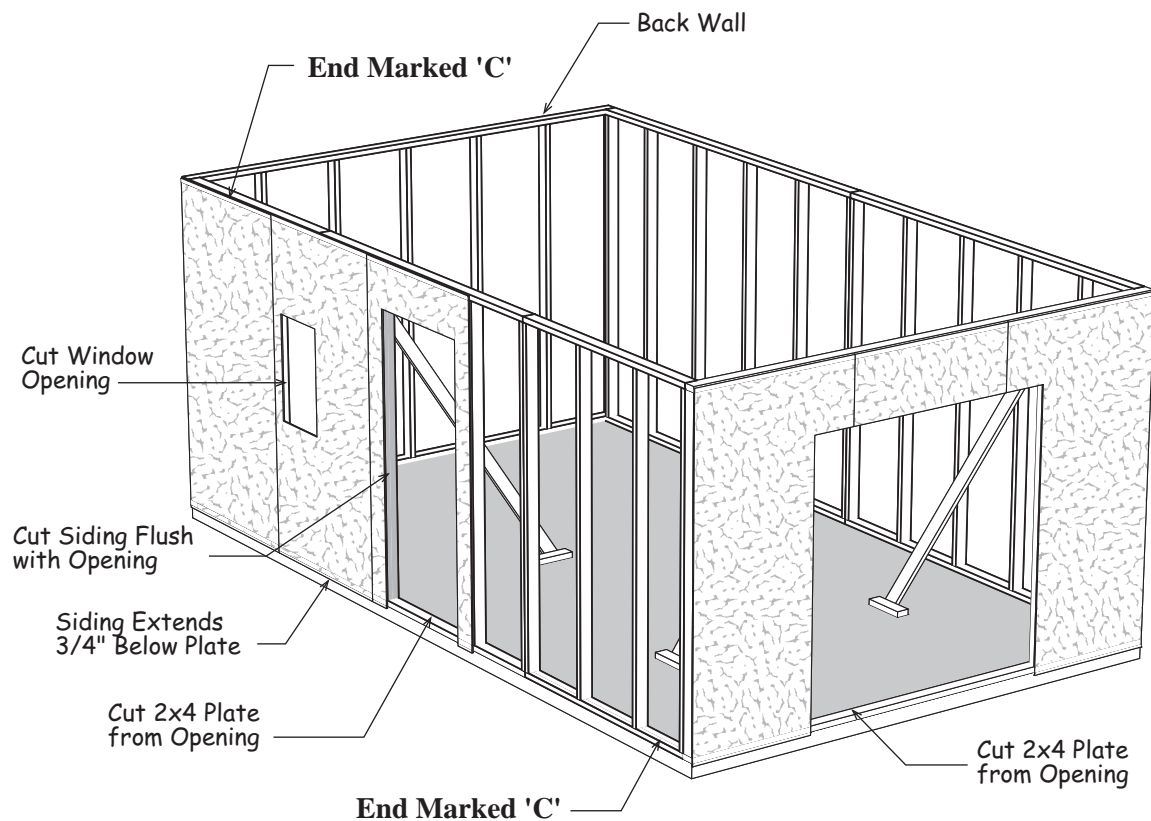 Back Wall
End Marked 'C'
Cut Window
Opening
Cut Siding Flush
with Opening
Siding Extends
3/4" Below Plate
Cut 2x4 Plate
from Opening
End Marked 'C'
Cut 2x4 Plate
from Opening